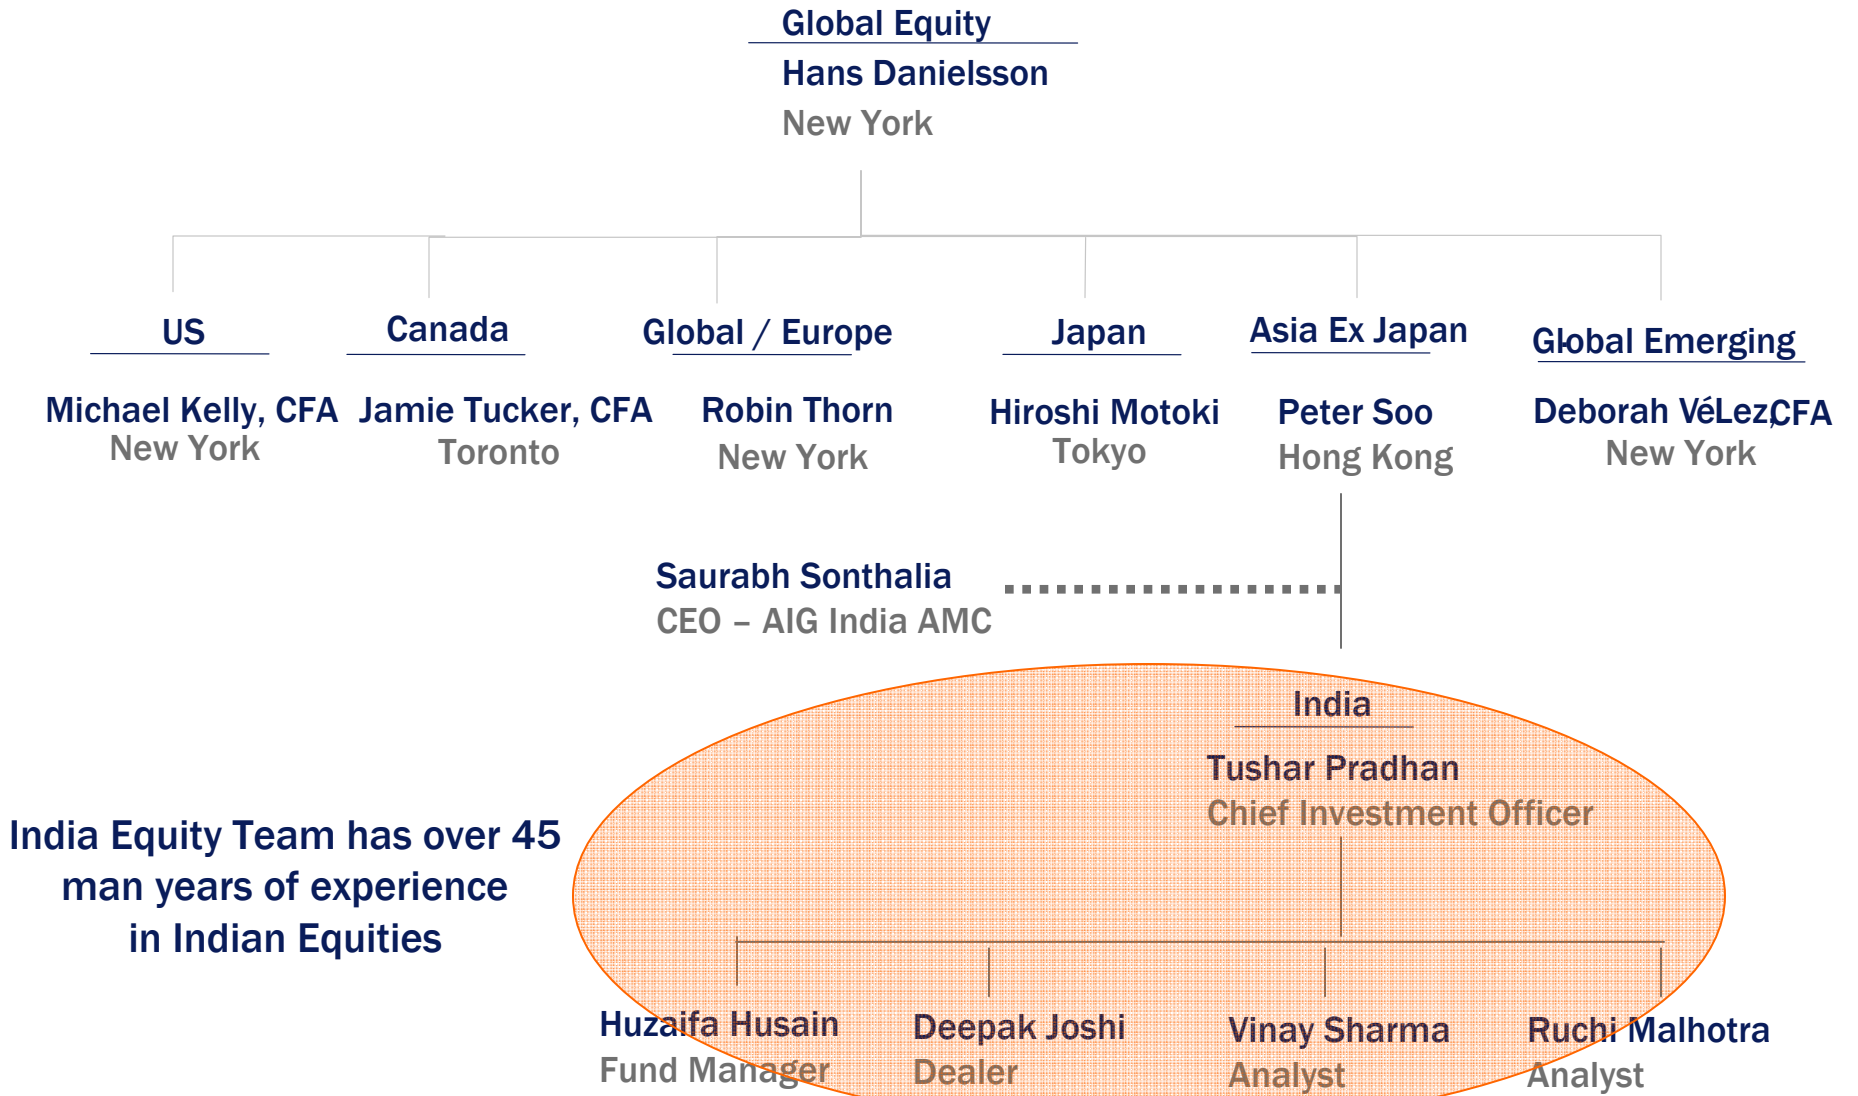 Global Equity
Hans Danielsson
New York
US
Michael Kelly, CFA
New York
Canada
Jamie Tucker, CFA
Toronto
Global / Europe
Robin Thorn
New York
Japan
Hiroshi Motoki
Tokyo
Asia Ex Japan
Peter Soo
Hong Kong
Global Emerging
Deborah VéLez, CFA
New York
Saurabh Sonthalia
CEO – AIG India AMC
India
Tushar Pradhan
Chief Investment Officer
India Equity Team has over 45
man years of experience
in Indian Equities
Huzaifa Husain
Fund Manager
Deepak Joshi
Dealer
Vinay Sharma
Analyst
Ruchi Malhotra
Analyst